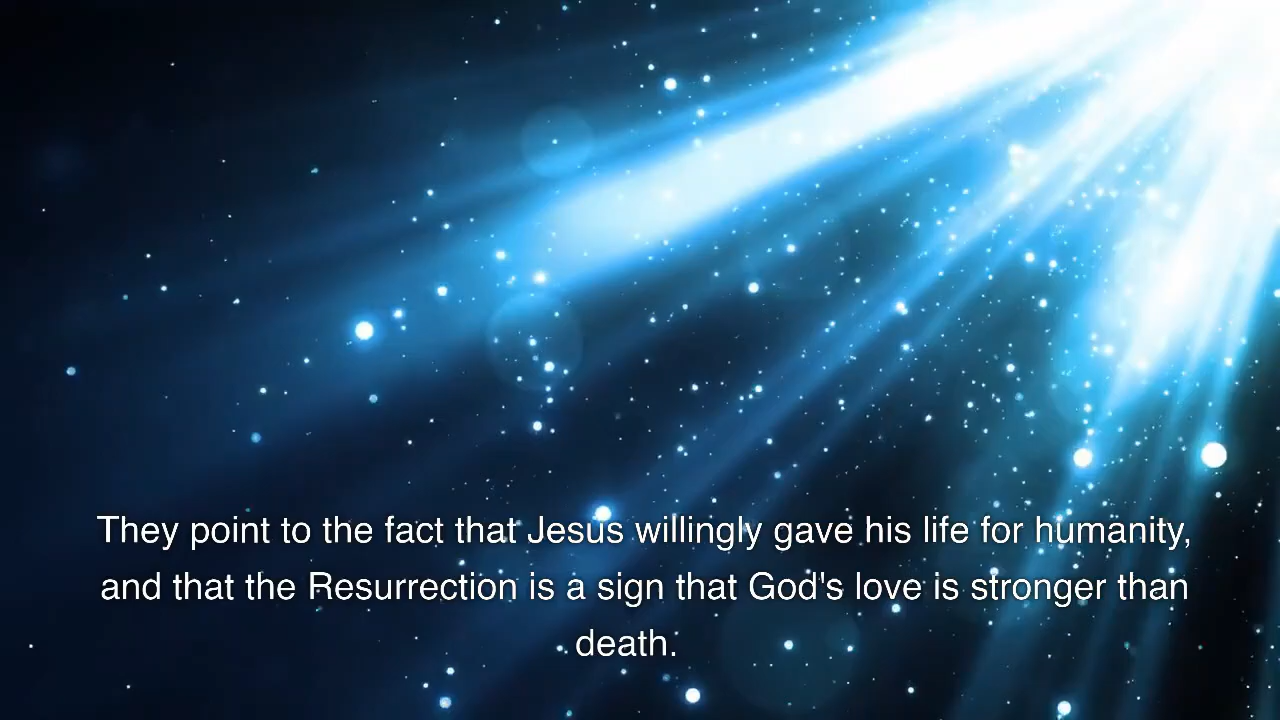 They point to the fact that Jesus willingly gave his life for humanity,
and that the Resurrection is a sign that God's love is stronger than
death.